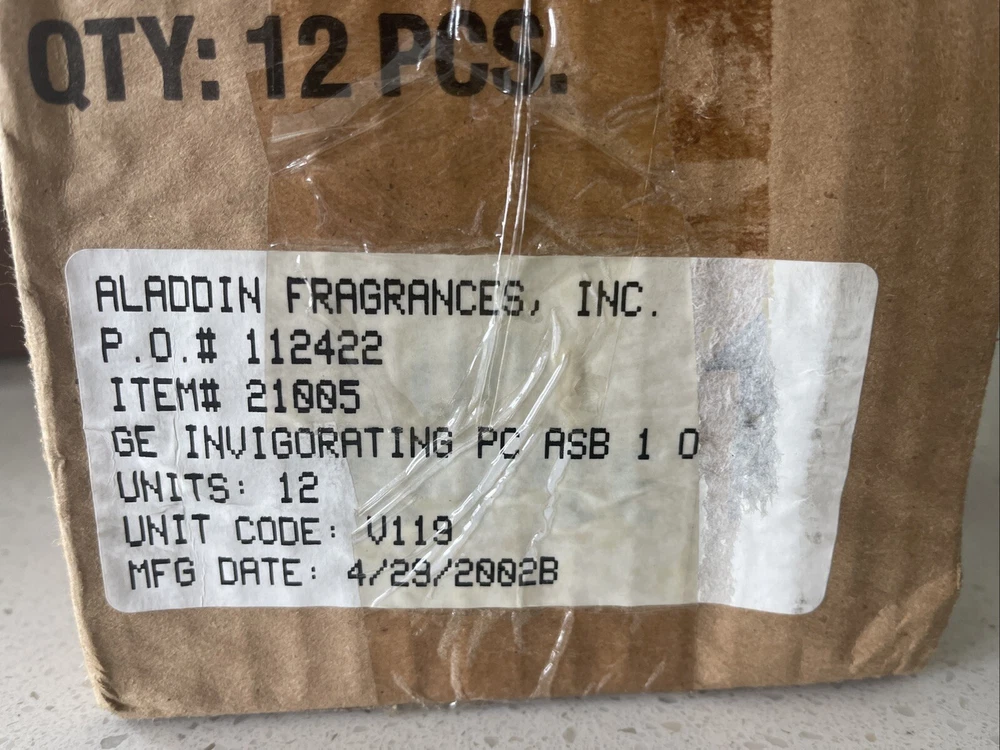 QTY: 12 PCS.
ALADDIN FRAGRANCES, INC.
P.O.# 112422
ITEM# 21005
GE INVIGORATING PC ASB 1 O
UNITS: 12
UNIT CODE: V119
MFG DATE: 4/23/2002B